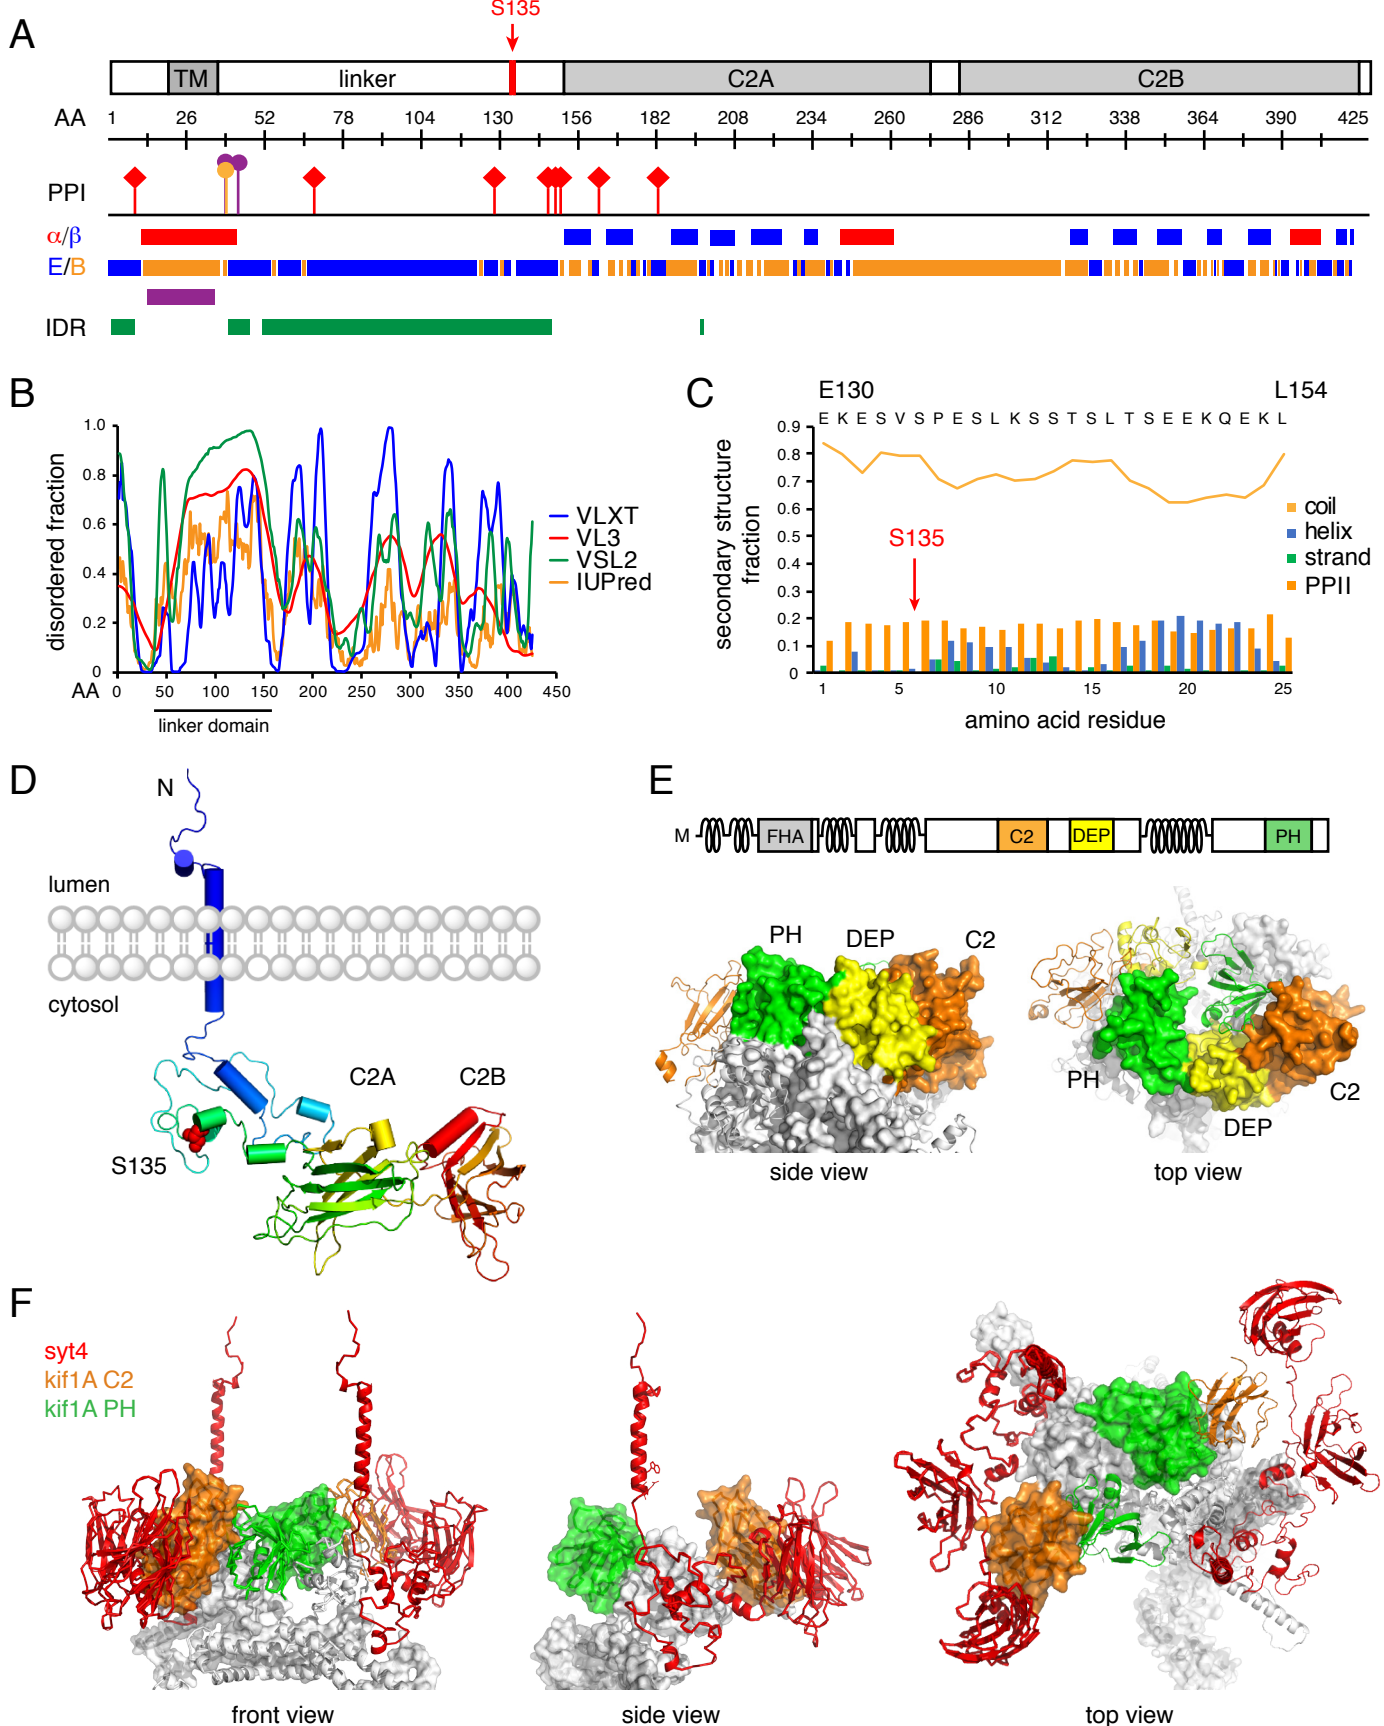 A
S135
TM linker C2A C2B
AA 1 26 52 78 104 130 156 182 208 234 260 286 312 338 364 390 425
PPI
α/β
E/B
IDR
B
disordered fraction
1.0
0.8
0.6
0.4
0.2
0
AA 0 50 100 150 200 250 300 350 400 450
linker domain
VLXT
VL3
VSL2
IUPred
C
E130 L154
E K E S V S P E S L K S S T S L T S E E K Q E K L
secondary structure
fraction
0.9
0.8
0.7
0.6
0.5
0.4
0.3
0.2
0.1
0
S135
1 5 10 15 20 25
amino acid residue
coil
helix
strand
PPII
D
N
lumen
cytosol
C2A C2B
S135
E
M FHA C2 DEP PH
PH DEP C2
side view
PH DEP C2
top view
F
syt4
kif1A C2
kif1A PH
front view side view top view